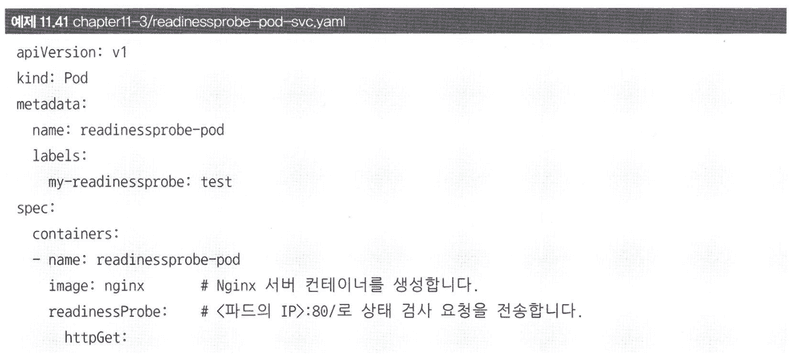 예제 11.41 chapter11-3/readinessprobe-pod-svc.yaml
apiVersion: v1
kind: Pod
metadata:
  name: readinessprobe-pod
  labels:
    my-readinessprobe: test
spec:
  containers:
  - name: readinessprobe-pod
    image: nginx       # Nginx 서버 컨테이너를 생성합니다.
    readinessProbe:    # <파드의 IP>:80/로 상태 검사 요청을 전송합니다.
      httpGet: